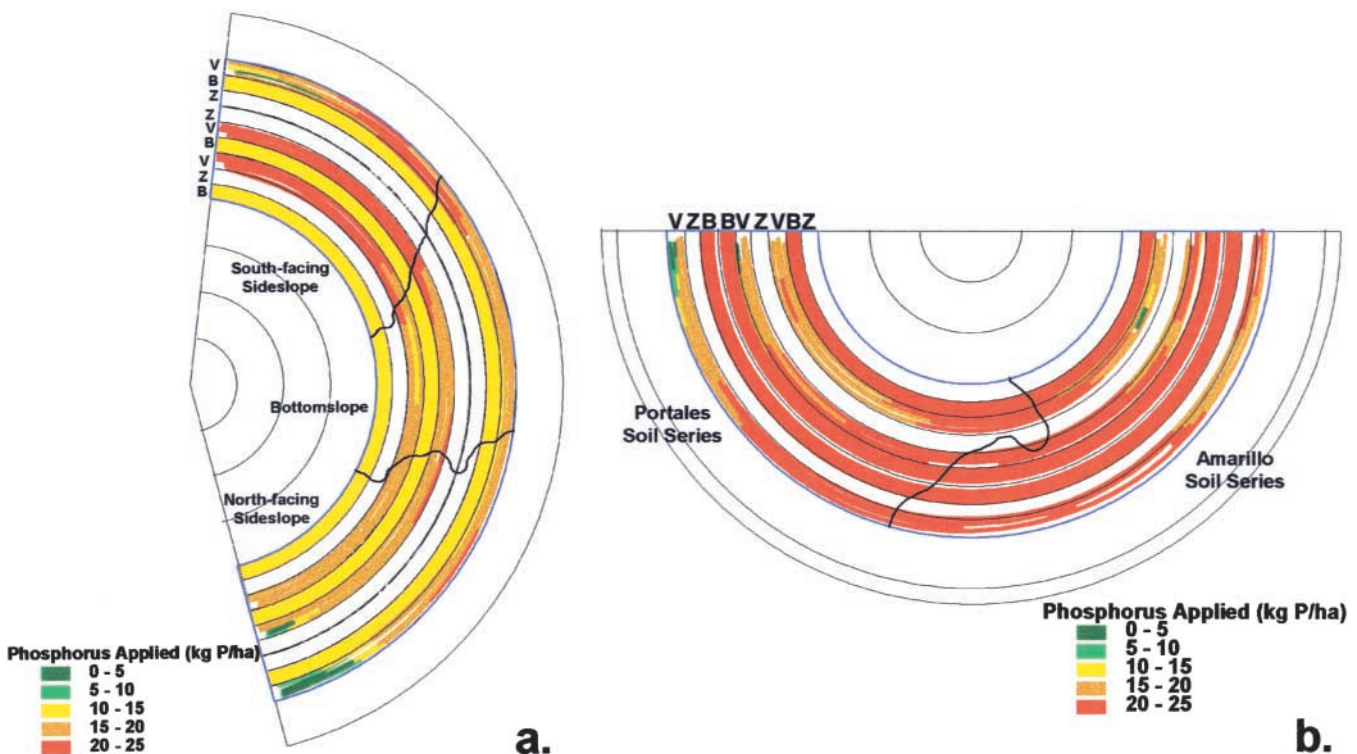 V
B
Z
Z
V
B
V
Z
B
South-facing
Sideslope
Bottomslope
North-facing
Sideslope
Phosphorus Applied (kg P/ha)
0 - 5
5 - 10
10 - 15
15 - 20
20 - 25
a.
V Z B B V Z V B Z
Portales
Soil Series
Amarillo
Soil Series
Phosphorus Applied (kg P/ha)
0 - 5
5 - 10
10 - 15
15 - 20
20 - 25
b.